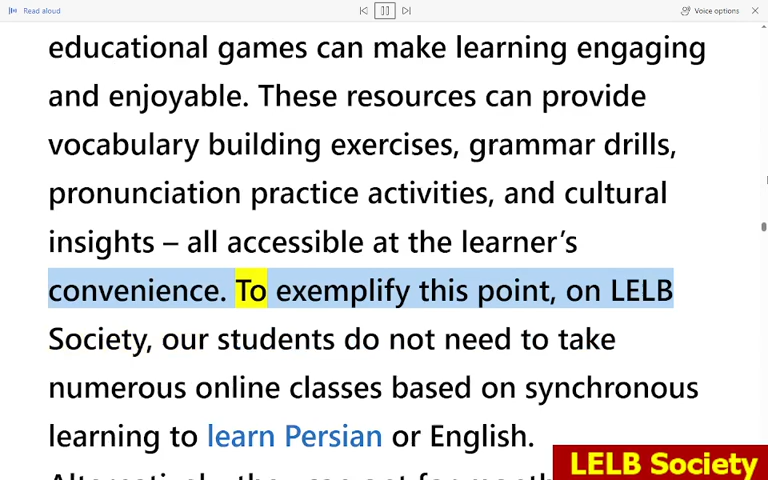 Read aloud
Voice options
educational games can make learning engaging
and enjoyable. These resources can provide
vocabulary building exercises, grammar drills,
pronunciation practice activities, and cultural
insights – all accessible at the learner’s
convenience. To exemplify this point, on LELB
Society, our students do not need to take
numerous online classes based on synchronous
learning to learn Persian or English.
LELB Society